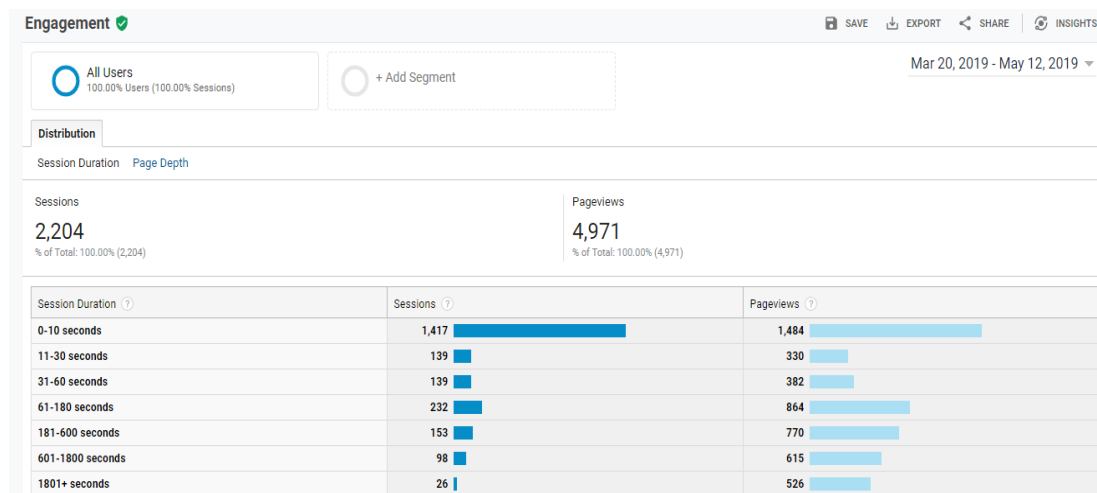 Engagement
SAVE EXPORT SHARE INSIGHTS
All Users
100.00% Users (100.00% Sessions)
+ Add Segment
Mar 20, 2019 - May 12, 2019
Distribution
Session Duration Page Depth
Sessions Pageviews
2,204 4,971
% of Total: 100.00% (2,204) % of Total: 100.00% (4,971)
Session Duration ? Sessions ? Pageviews ?
0-10 seconds 1,417 1,484
11-30 seconds 139 330
31-60 seconds 139 382
61-180 seconds 232 864
181-600 seconds 153 770
601-1800 seconds 98 615
1801+ seconds 26 526